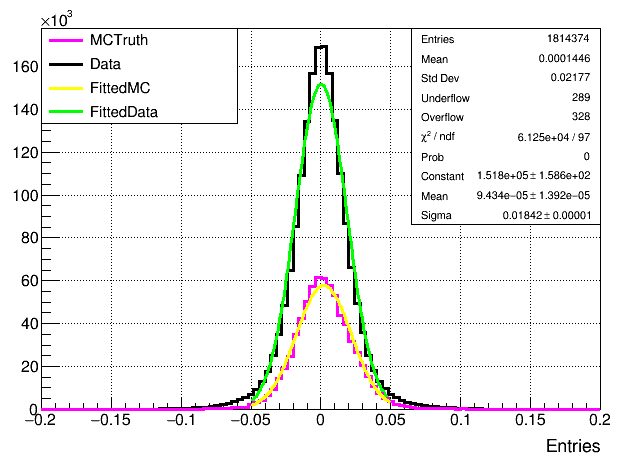 ×10³
MCTruth
Data
FittedMC
FittedData
Entries 1814374
Mean 0.0001446
Std Dev 0.02177
Underflow 289
Overflow 328
χ² / ndf 6.125e+04 / 97
Prob 0
Constant 1.518e+05 ± 1.586e+02
Mean 9.434e−05 ± 1.392e−05
Sigma 0.01842 ± 0.00001
160
140
120
100
80
60
40
20
0
−0.2 −0.15 −0.1 −0.05 0 0.05 0.1 0.15 0.2
Entries